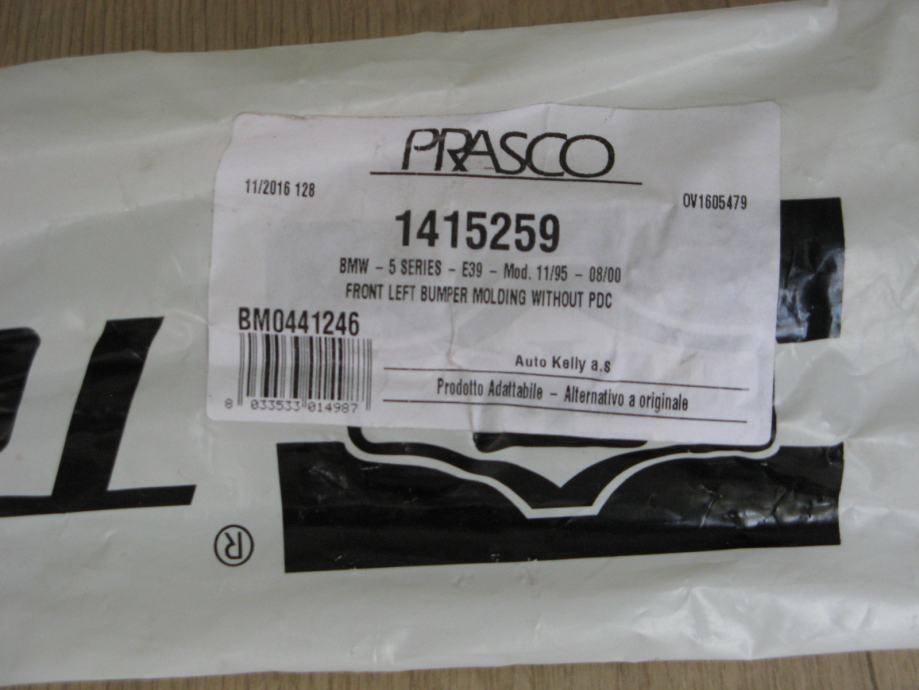 PRASCO
11/2016 128
OV1605479
1415259
BMW - 5 SERIES - E39 - Mod. 11/95 - 08/00
FRONT LEFT BUMPER MOLDING WITHOUT PDC
BM0441246
Auto Kelly a.s
Prodotto Adattabile - Alternativo a originale
8 033533 014987
®